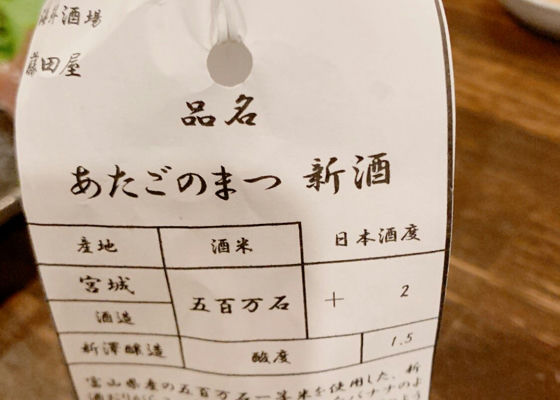 酒場
藤田屋
品名
あたごのまつ 新酒
産地 酒米 日本酒度
宮城 五百万石 + 2
酒造
新澤醸造 酸度 1.5
富山県産の五百万石一等米を使用した、新